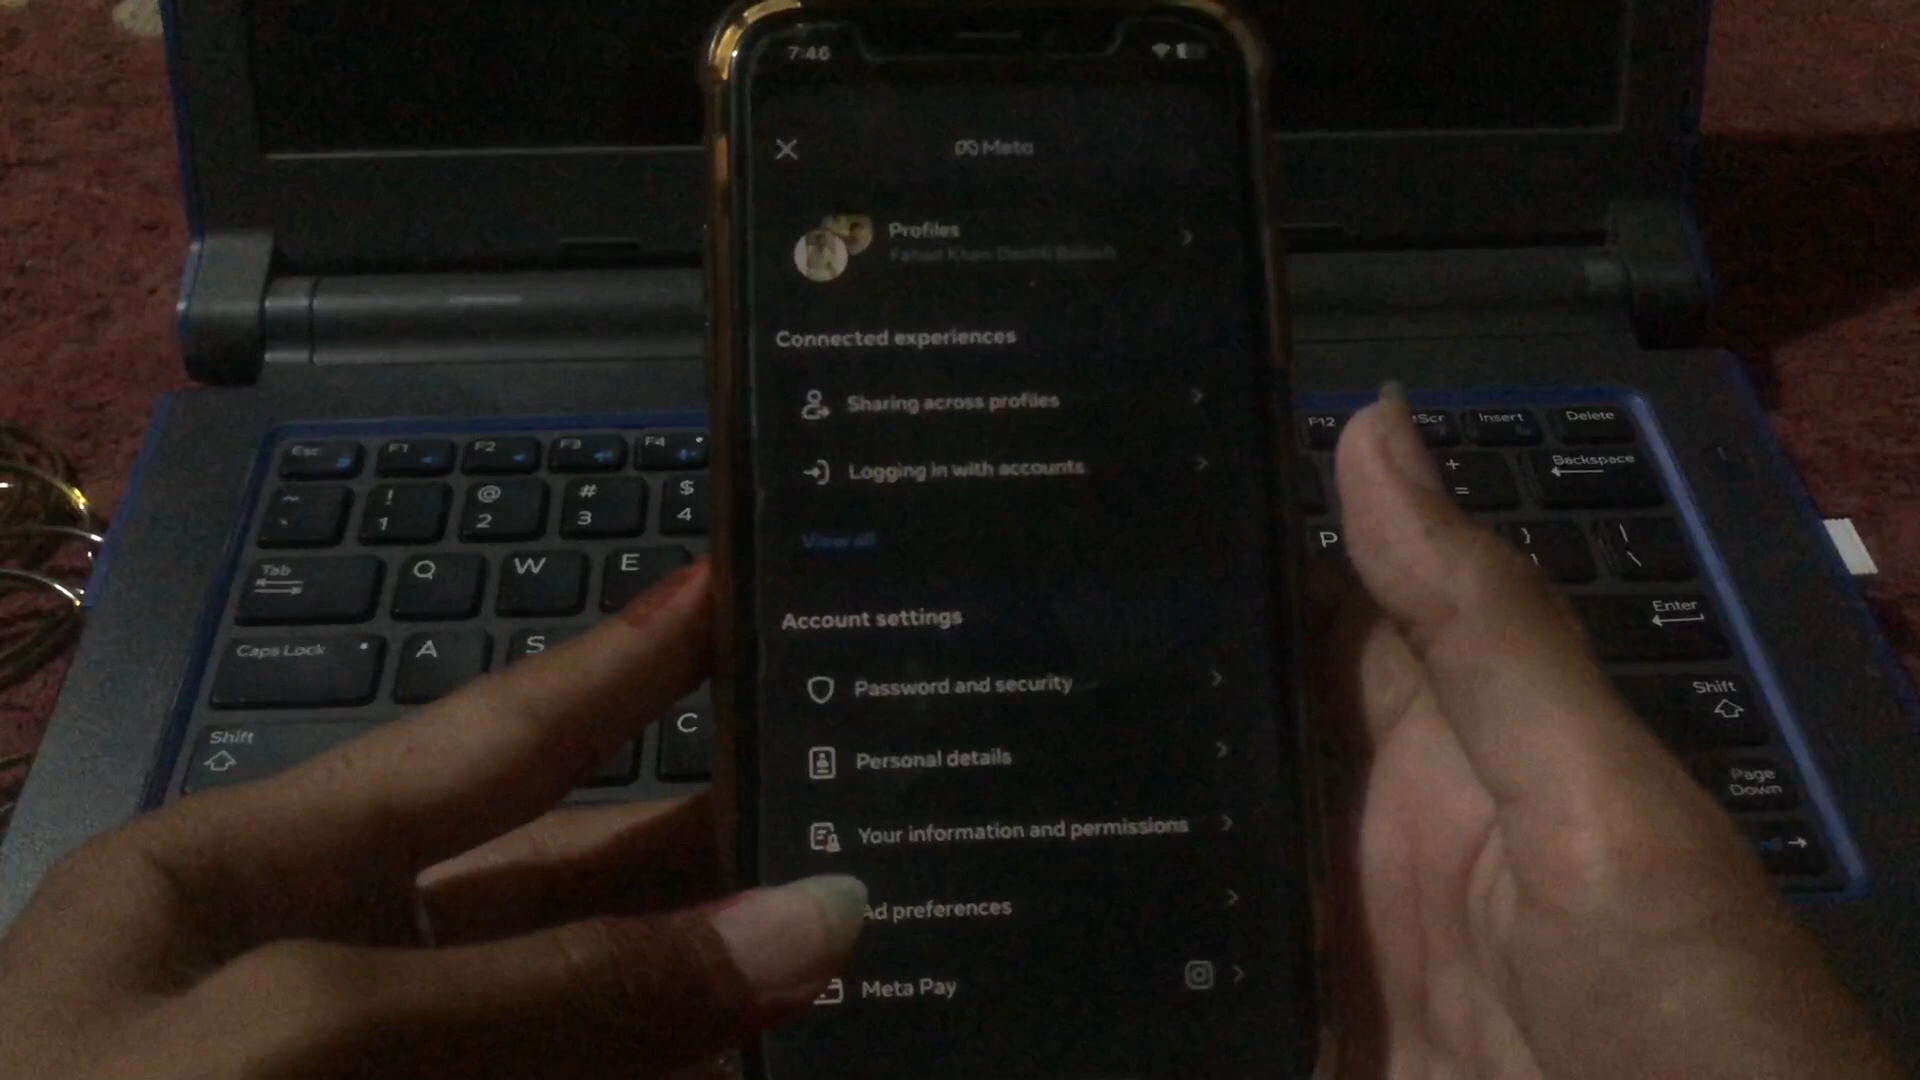 7:46
Meta
Profiles
Fahad Khan
Connected experiences
Sharing across profiles
Logging in with accounts
View all
Account settings
Password and security
Personal details
Your information and permissions
Ad preferences
Meta Pay
Esc F1 F2 F3 F4 F12 Insert Delete
~ ! @ # $ + Backspace
` 1 2 3 4 =
Tab Q W E P } | \
Caps Lock A S Enter
Shift C Shift
Page Down